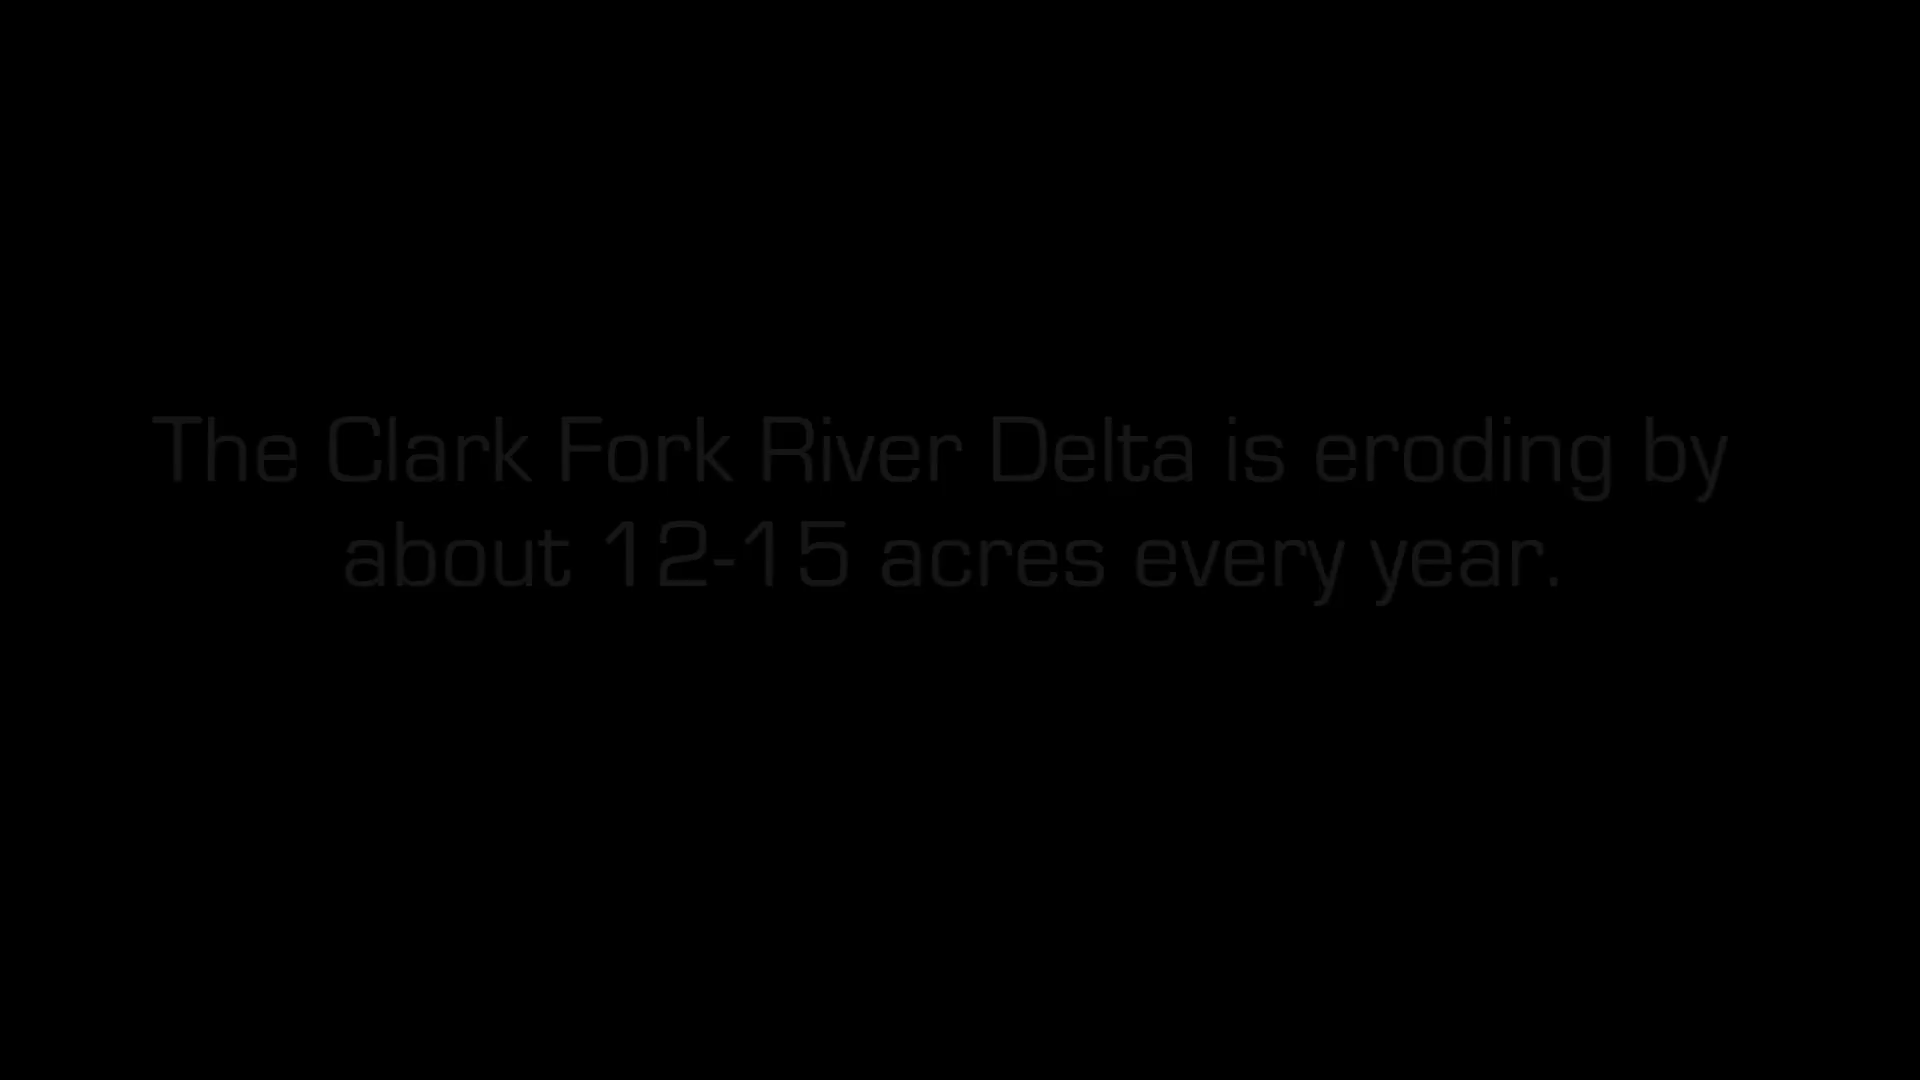 The Clark Fork River Delta is eroding by
about 12-15 acres every year.